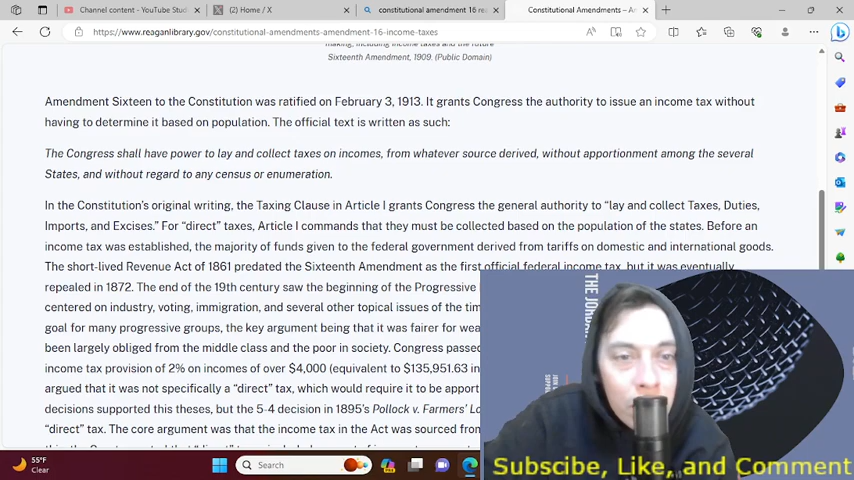 Channel content - YouTube Stud
(2) Home / X
constitutional amendment 16 rea
Constitutional Amendments – A
https://www.reaganlibrary.gov/constitutional-amendments-amendment-16-income-taxes
making, including income taxes and the future
Sixteenth Amendment, 1909. (Public Domain)
Amendment Sixteen to the Constitution was ratified on February 3, 1913. It grants Congress the authority to issue an income tax without
having to determine it based on population. The official text is written as such:
The Congress shall have power to lay and collect taxes on incomes, from whatever source derived, without apportionment among the several
States, and without regard to any census or enumeration.
In the Constitution's original writing, the Taxing Clause in Article I grants Congress the general authority to “lay and collect Taxes, Duties,
Imports, and Excises.” For “direct” taxes, Article I commands that they must be collected based on the population of the states. Before an
income tax was established, the majority of funds given to the federal government derived from tariffs on domestic and international goods.
The short-lived Revenue Act of 1861 predated the Sixteenth Amendment as the first official federal income tax, but it was eventually
repealed in 1872. The end of the 19th century saw the beginning of the Progressive
centered on industry, voting, immigration, and several other topical issues of the tim
goal for many progressive groups, the key argument being that it was fairer for wea
been largely obliged from the middle class and the poor in society. Congress passed
income tax provision of 2% on incomes of over $4,000 (equivalent to $135,951.63 in
argued that it was not specifically a “direct” tax, which would require it to be apport
decisions supported this theses, but the 5-4 decision in 1895's Pollock v. Farmers' Lo
“direct” tax. The core argument was that the income tax in the Act was sourced from
THE JORDAN
Subscribe, Like, and Comment
55°F
Clear
Search